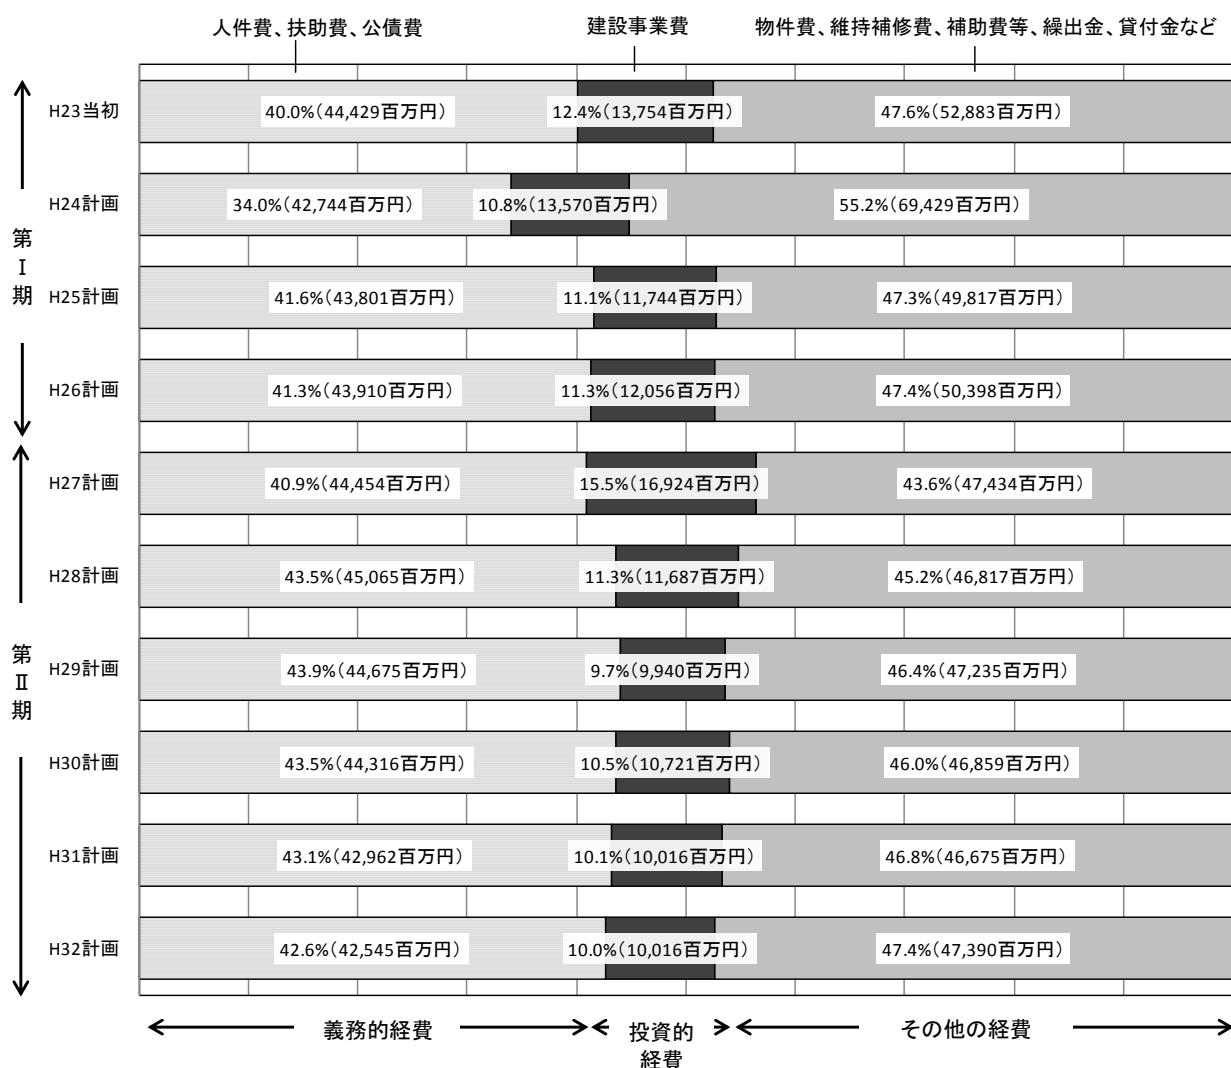 人件費、扶助費、公債費
建設事業費
物件費、維持補修費、補助費等、繰出金、貸付金など
第Ⅰ期
H23当初
40.0%(44,429百万円)
12.4%(13,754百万円)
47.6%(52,883百万円)
H24計画
34.0%(42,744百万円)
10.8%(13,570百万円)
55.2%(69,429百万円)
H25計画
41.6%(43,801百万円)
11.1%(11,744百万円)
47.3%(49,817百万円)
H26計画
41.3%(43,910百万円)
11.3%(12,056百万円)
47.4%(50,398百万円)
第Ⅱ期
H27計画
40.9%(44,454百万円)
15.5%(16,924百万円)
43.6%(47,434百万円)
H28計画
43.5%(45,065百万円)
11.3%(11,687百万円)
45.2%(46,817百万円)
H29計画
43.9%(44,675百万円)
9.7%(9,940百万円)
46.4%(47,235百万円)
H30計画
43.5%(44,316百万円)
10.5%(10,721百万円)
46.0%(46,859百万円)
H31計画
43.1%(42,962百万円)
10.1%(10,016百万円)
46.8%(46,675百万円)
H32計画
42.6%(42,545百万円)
10.0%(10,016百万円)
47.4%(47,390百万円)
義務的経費
投資的
経費
その他の経費